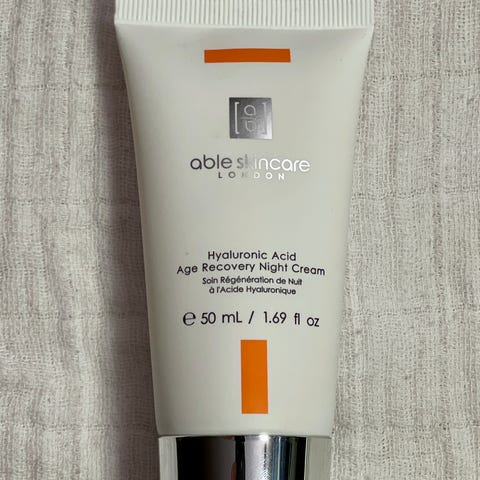 able skincare
LONDON
Hyaluronic Acid
Age Recovery Night Cream
Soin Régénération de Nuit
à l'Acide Hyaluronique
℮ 50 mL / 1.69 fl oz